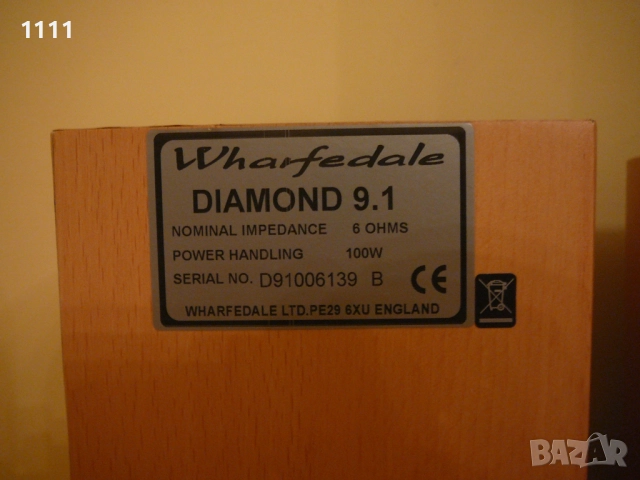 1111
Wharfedale
DIAMOND 9.1
NOMINAL IMPEDANCE 6 OHMS
POWER HANDLING 100W
SERIAL NO. D91006139 B CE
WHARFEDALE LTD.PE29 6XU ENGLAND
BAZAR